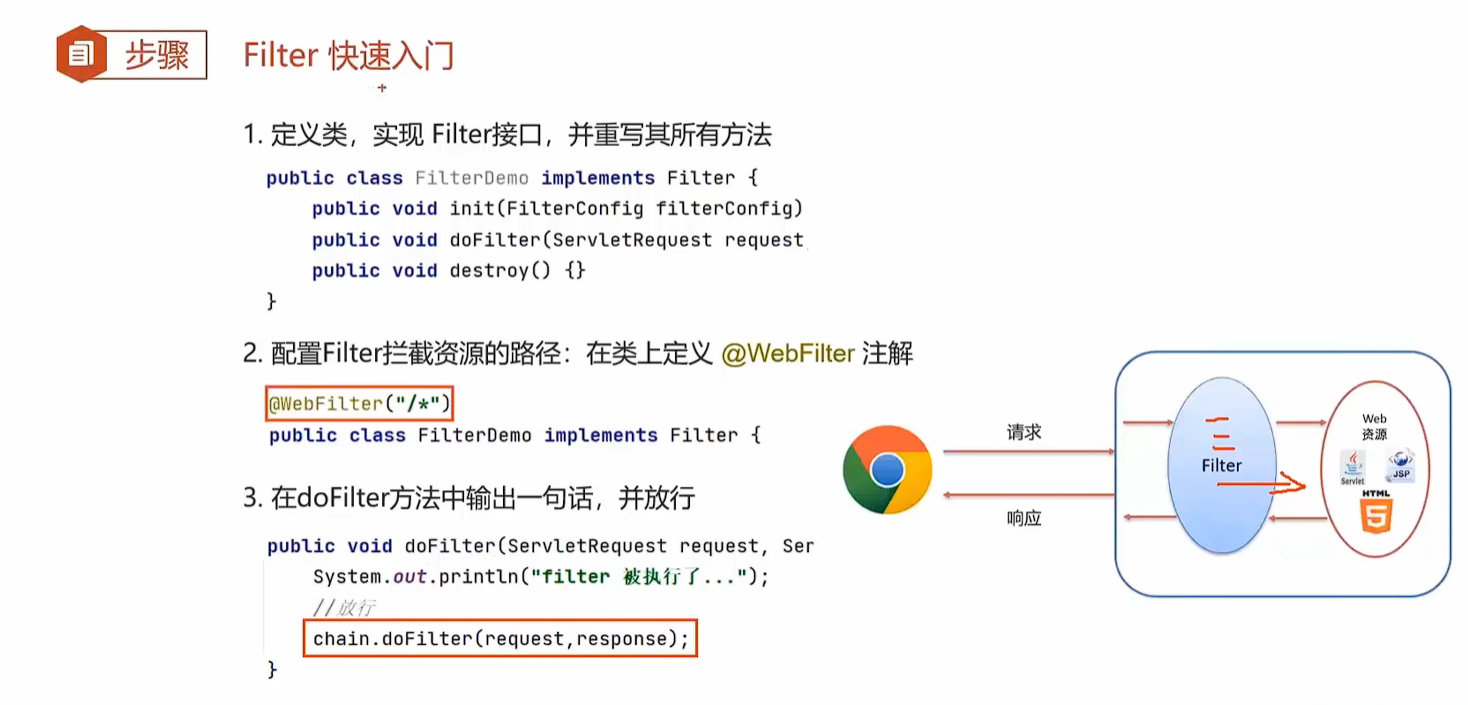 步骤
Filter 快速入门
1. 定义类，实现 Filter接口，并重写其所有方法
public class FilterDemo implements Filter {
public void init(FilterConfig filterConfig)
public void doFilter(ServletRequest request
public void destroy() {}
}
2. 配置Filter拦截资源的路径：在类上定义 @WebFilter 注解
@WebFilter("/*")
public class FilterDemo implements Filter {
3. 在doFilter方法中输出一句话，并放行
public void doFilter(ServletRequest request, Ser
System.out.println("filter 被执行了...");
//放行
chain.doFilter(request,response);
}
请求
响应
Filter
Web
资源
Servlet
JSP
HTML
5